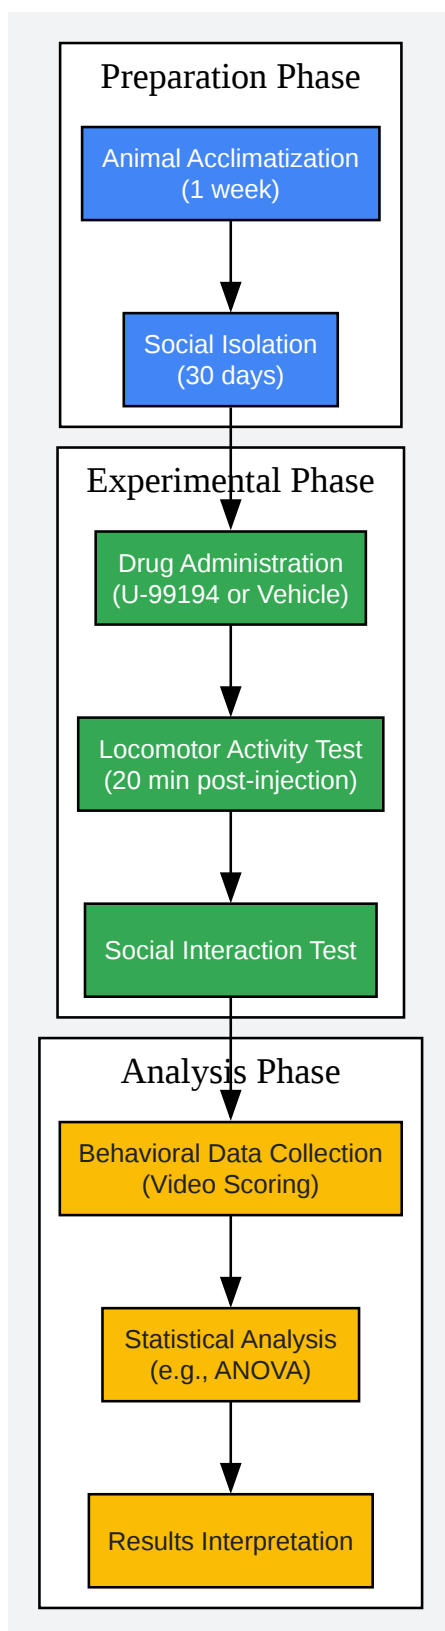 Preparation Phase
Animal Acclimatization
(1 week)
Social Isolation
(30 days)
Experimental Phase
Drug Administration
(U-99194 or Vehicle)
Locomotor Activity Test
(20 min post-injection)
Social Interaction Test
Analysis Phase
Behavioral Data Collection
(Video Scoring)
Statistical Analysis
(e.g., ANOVA)
Results Interpretation